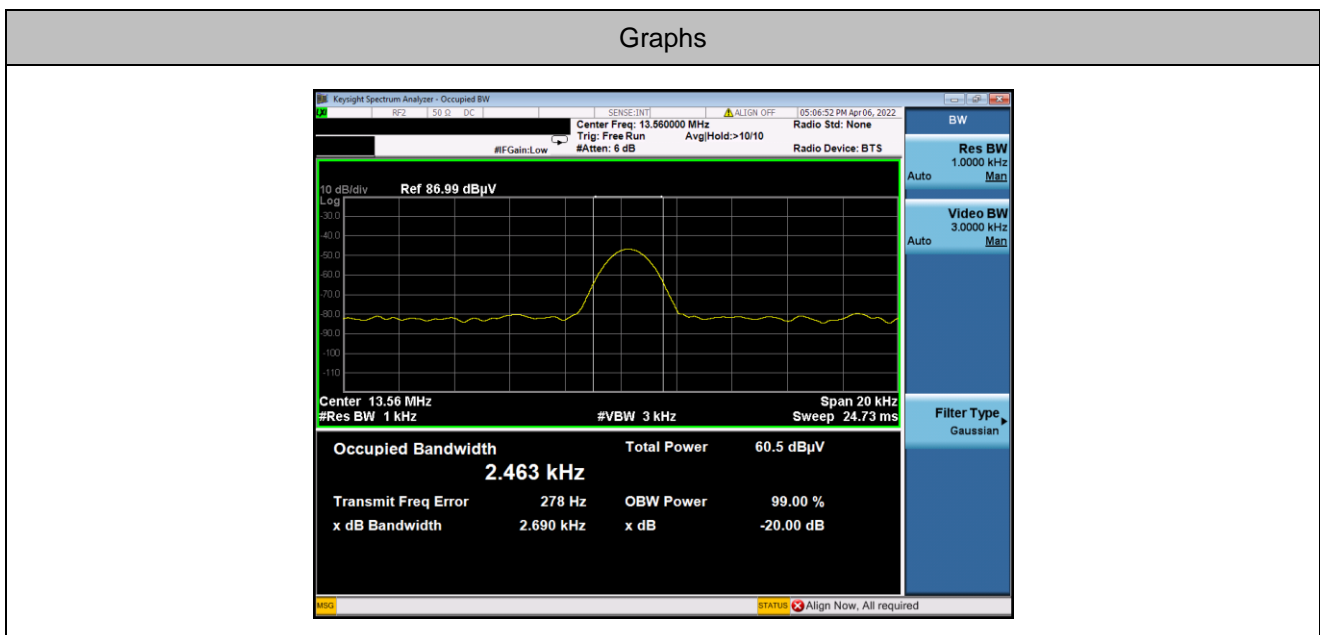 Graphs
Keysight Spectrum Analyzer - Occupied BW
RF2 50 Ω DC SENSE:INT ALIGN OFF 05:06:52 PM Apr 06, 2022
Center Freq: 13.560000 MHz Radio Std: None
Trig: Free Run Avg|Hold:>10/10
#IFGain:Low #Atten: 6 dB Radio Device: BTS
BW
Res BW
1.0000 kHz
Auto Man
Video BW
3.0000 kHz
Auto Man
Filter Type
Gaussian
10 dB/div Ref 86.99 dBµV
Log
-30.0
-40.0
-50.0
-60.0
-70.0
-80.0
-90.0
-100
-110
Center 13.56 MHz Span 20 kHz
#Res BW 1 kHz #VBW 3 kHz Sweep 24.73 ms
Occupied Bandwidth Total Power 60.5 dBµV
2.463 kHz
Transmit Freq Error 278 Hz OBW Power 99.00 %
x dB Bandwidth 2.690 kHz x dB -20.00 dB
MSG STATUS Align Now, All required